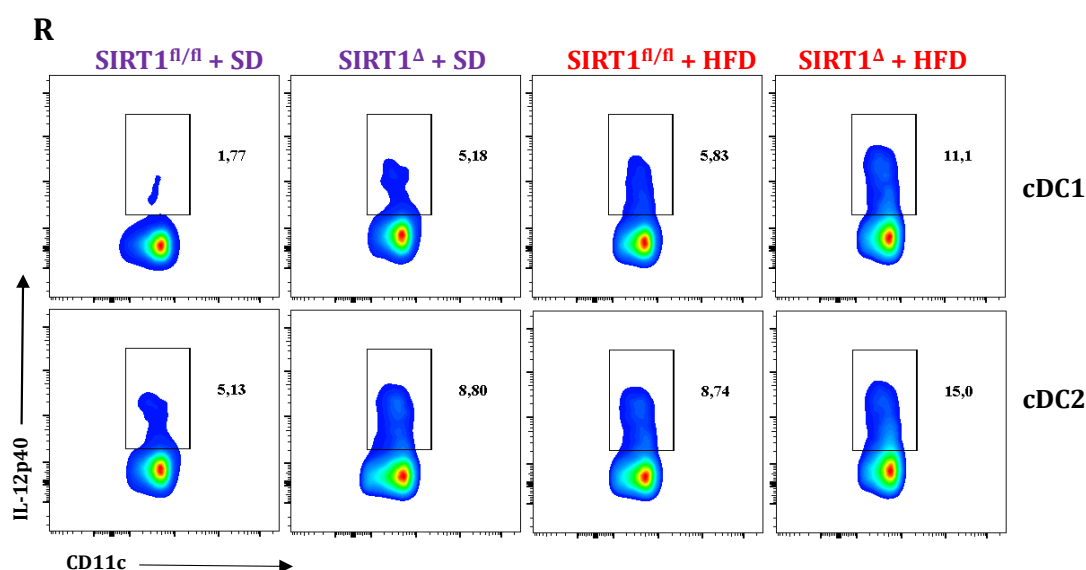 R
SIRT1fl/fl + SD SIRT1Δ + SD SIRT1fl/fl + HFD SIRT1Δ + HFD
1,77 5,18 5,83 11,1 cDC1
5,13 8,80 8,74 15,0 cDC2
IL-12p40
CD11c